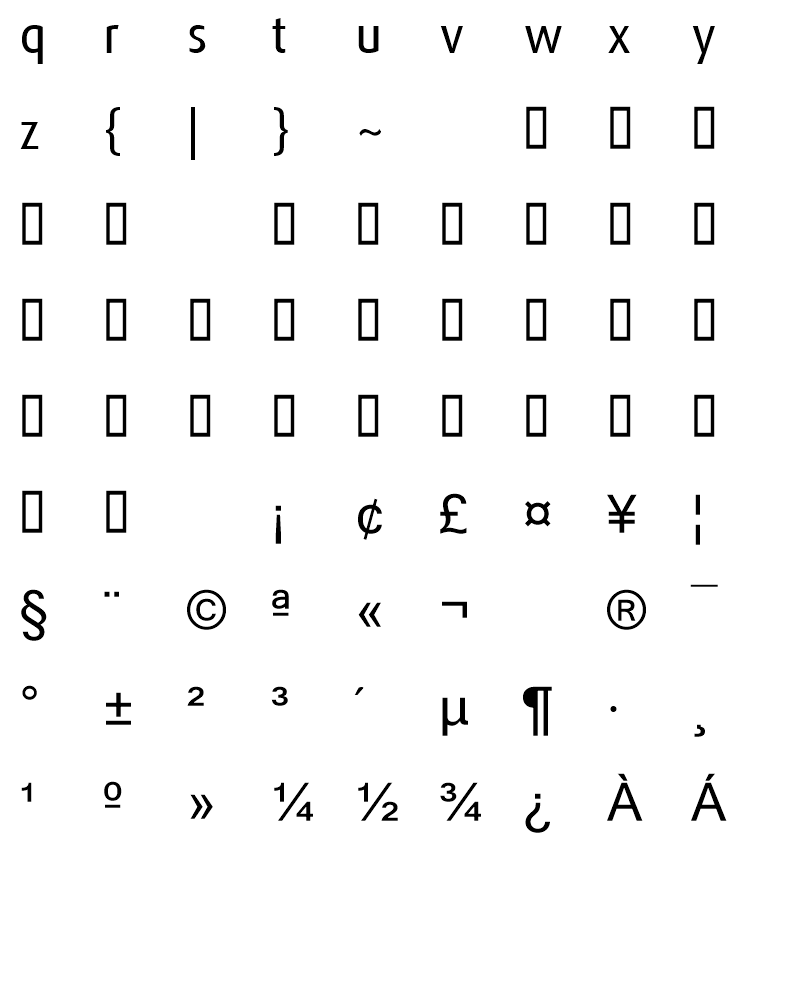 q r s t u v w x y
z { | } ~ ▯ ▯ ▯
▯ ▯ ▯ ▯ ▯ ▯ ▯ ▯
▯ ▯ ▯ ▯ ▯ ▯ ▯ ▯ ▯
▯ ▯ ▯ ▯ ▯ ▯ ▯ ▯ ▯
▯ ▯ ¡ ¢ £ ¤ ¥ ¦
§ ¨ © ª « ¬ ® ¯
° ± ² ³ ´ µ ¶ · ¸
¹ º » ¼ ½ ¾ ¿ À Á